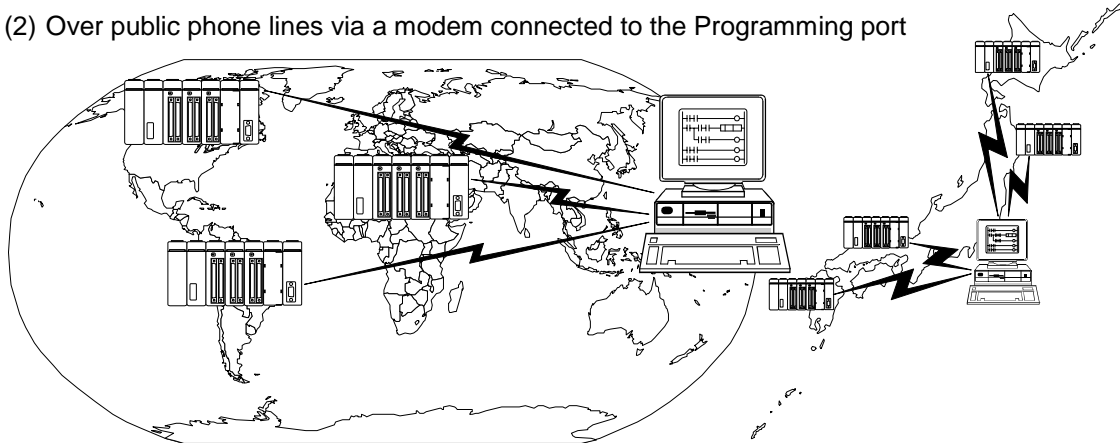 (2) Over public phone lines via a modem connected to the Programming port